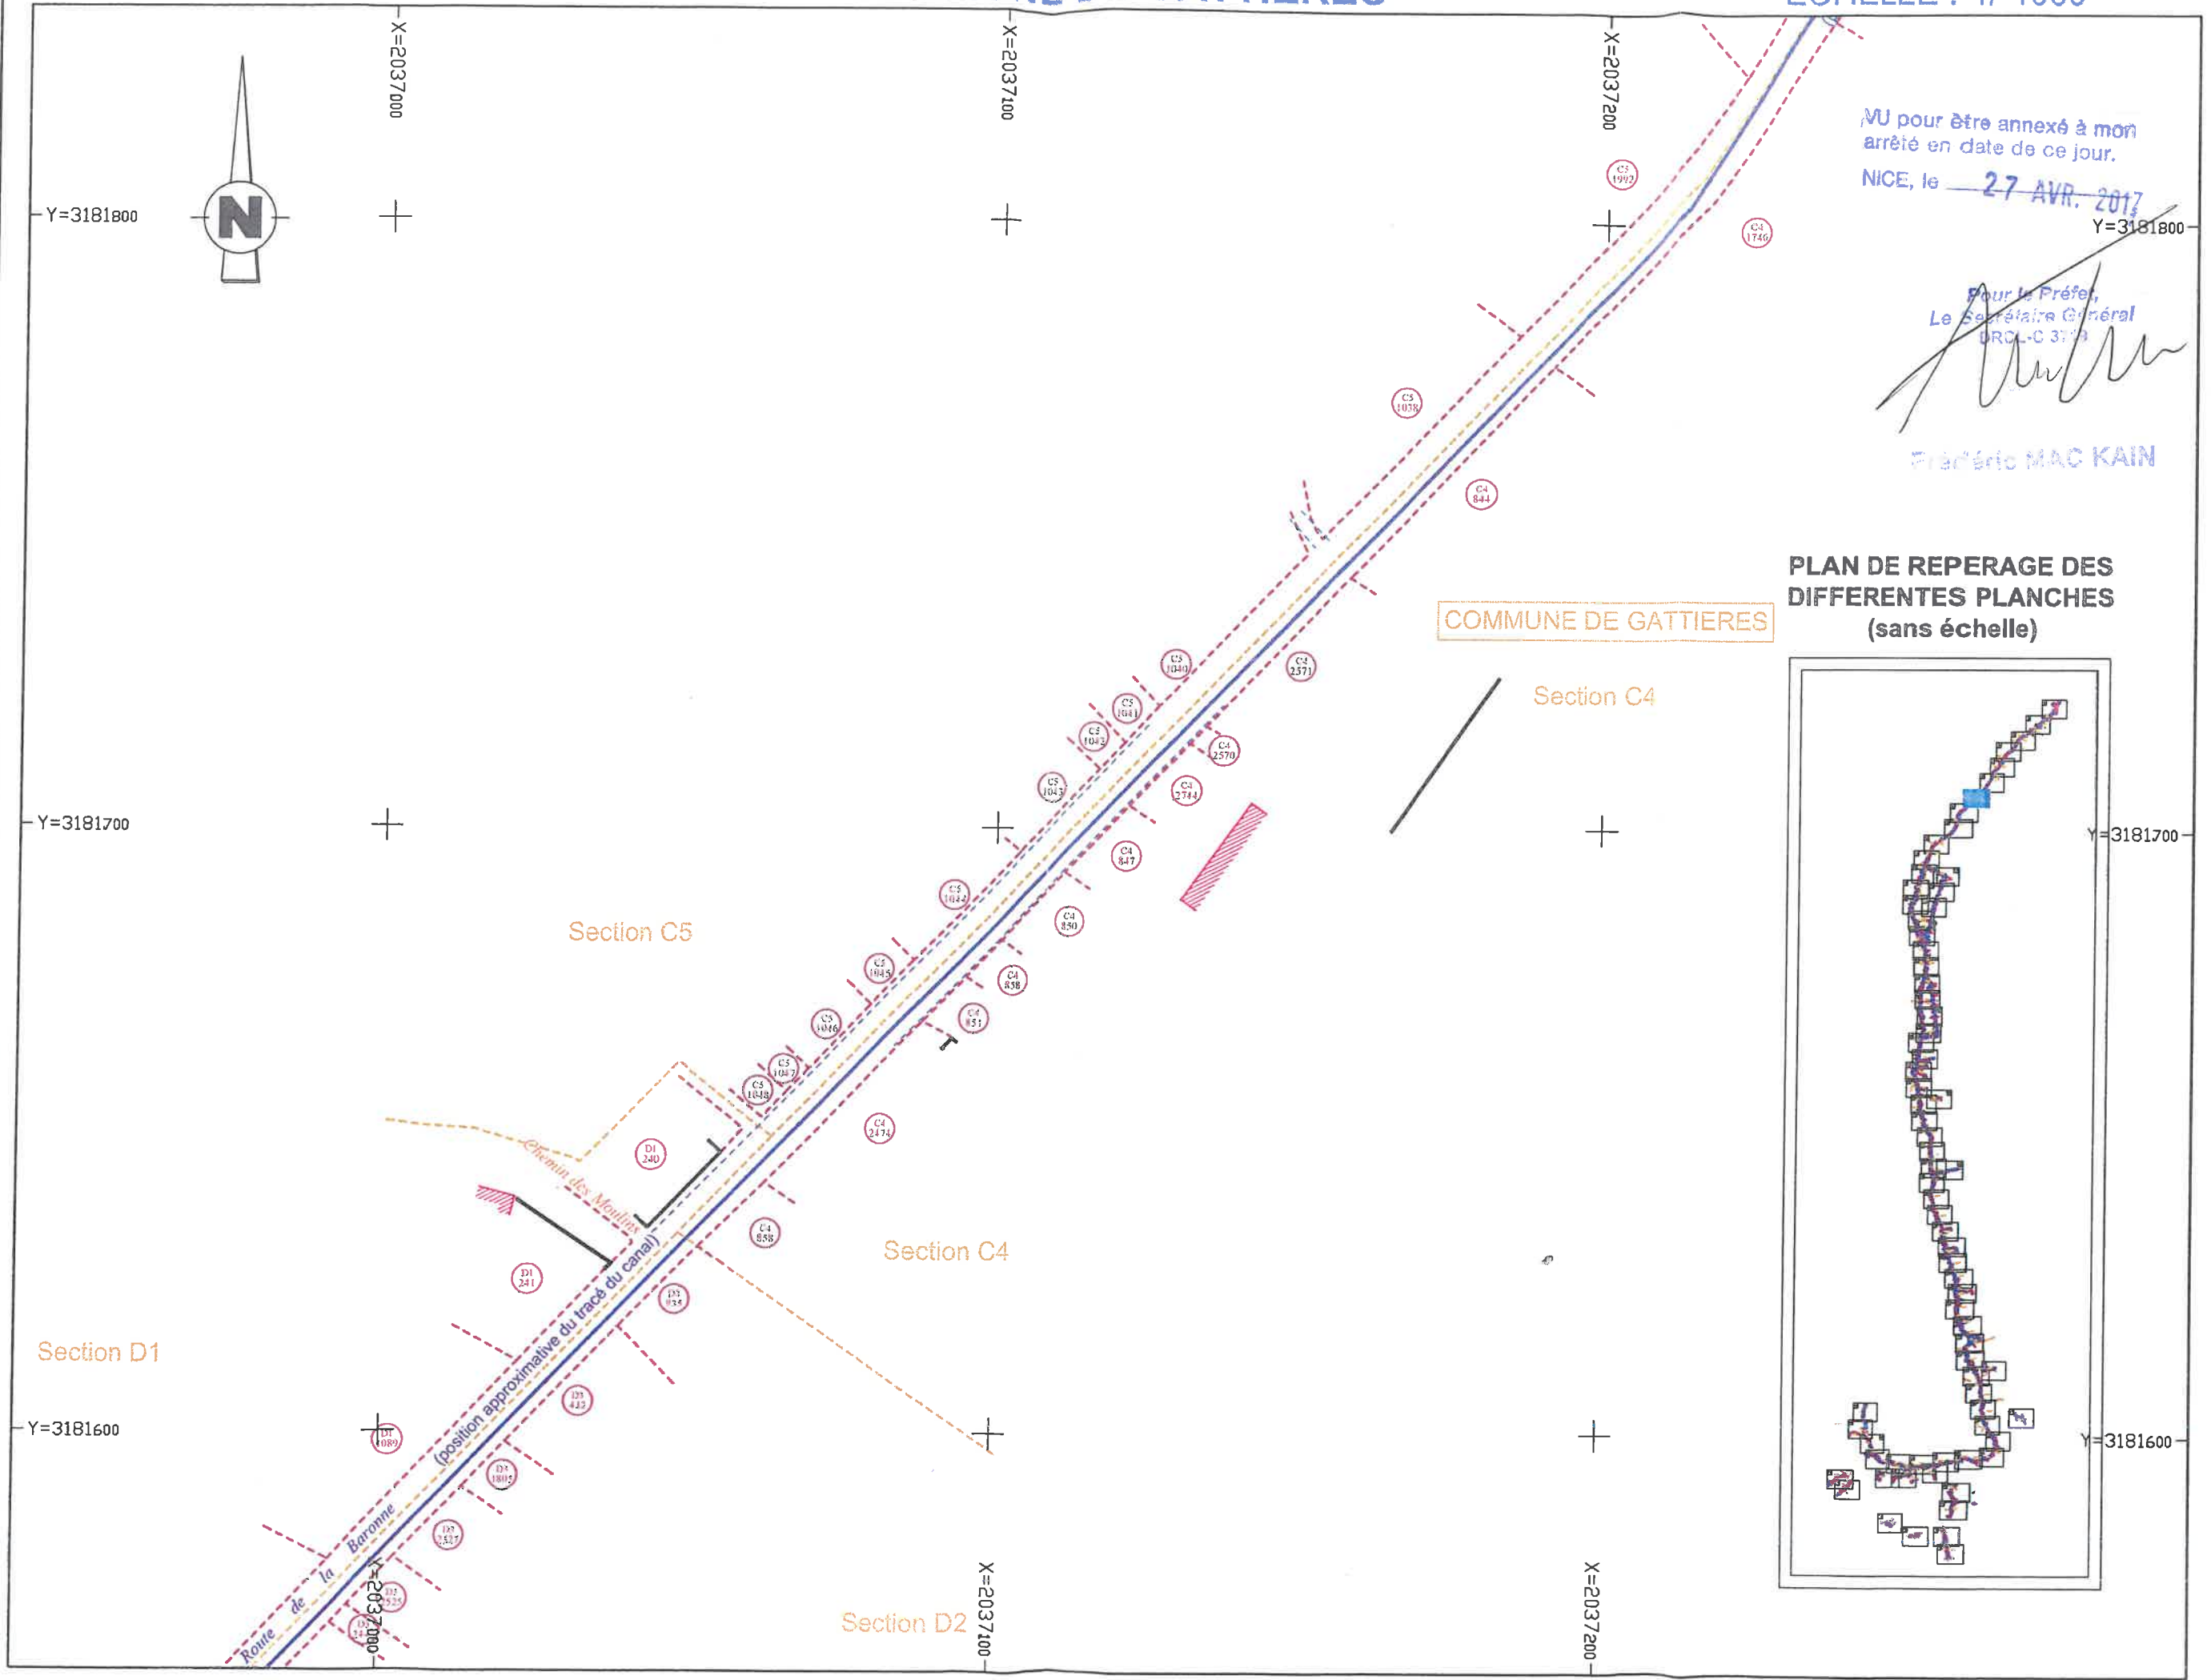 X=2037000
X=2037100
X=2037200
VU pour être annexé à mon
arrêté en date de ce jour.
NICE, le 27 AVR. 2017
Y=3181800
Y=3181800
N
C5
1992
C4
1746
Pour le Préfet,
Le Secrétaire Général
DRCL-C
Frédéric MAC KAIN
C5
1038
C4
844
PLAN DE REPERAGE DES
DIFFERENTES PLANCHES
(sans échelle)
COMMUNE DE GATTIERES
Section C4
C5
1040
C4
2571
C5
1041
C5
1042
C4
2570
C5
1043
C4
2744
Y=3181700
Y=3181700
C4
847
C5
1044
C4
850
Section C5
C5
1045
C4
858
C5
1046
C4
851
C5
1047
C5
1048
C4
2474
D1
240
Chemin des Moulins
C4
858
Section C4
D1
241
(position approximative du tracé du canal)
Section D1
Y=3181600
Y=3181600
D1
1089
Route de la Baronne
X=2037000
X=2037100
X=2037200
Section D2